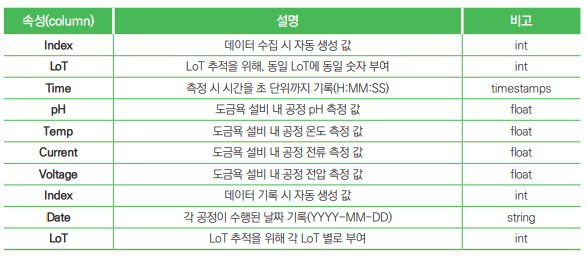 속성(column) 설명 비고
Index 데이터 수집 시 자동 생성 값 int
LoT LoT 추적을 위해, 동일 LoT에 동일 숫자 부여 int
Time 측정 시 시간을 초 단위까지 기록(H:MM:SS) timestamps
pH 도금욕 설비 내 공정 pH 측정 값 float
Temp 도금욕 설비 내 공정 온도 측정 값 float
Current 도금욕 설비 내 공정 전류 측정 값 float
Voltage 도금욕 설비 내 공정 전압 측정 값 float
Index 데이터 기록 시 자동 생성 값 int
Date 각 공정이 수행된 날짜 기록(YYYY-MM-DD) string
LoT LoT 추적을 위해 각 LoT 별로 부여 int